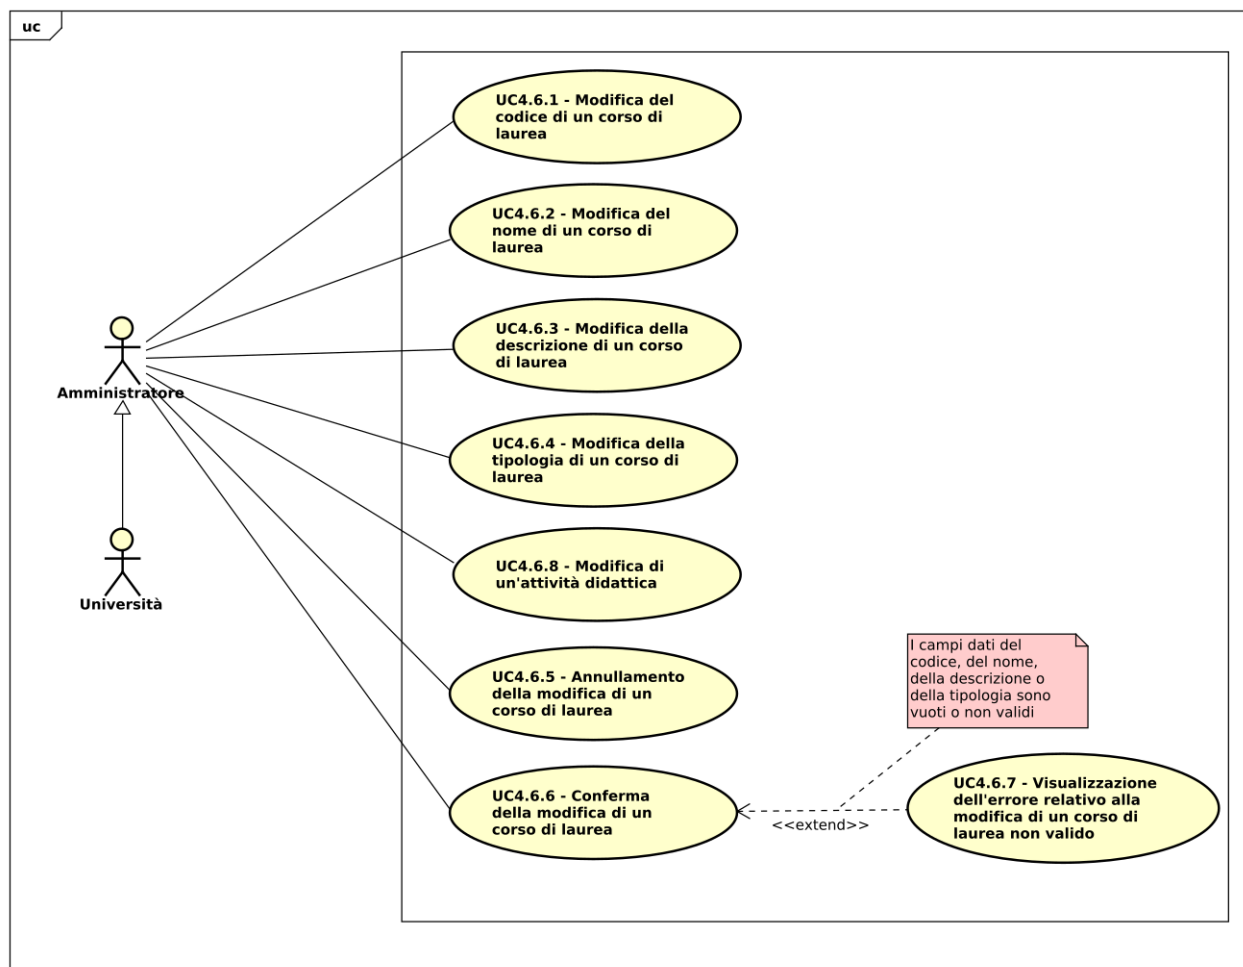 uc
UC4.6.1 - Modifica del
codice di un corso di
laurea
UC4.6.2 - Modifica del
nome di un corso di
laurea
UC4.6.3 - Modifica della
descrizione di un corso
di laurea
Amministratore
UC4.6.4 - Modifica della
tipologia di un corso di
laurea
UC4.6.8 - Modifica di
un'attività didattica
Università
UC4.6.5 - Annullamento
della modifica di un
corso di laurea
I campi dati del
codice, del nome,
della descrizione o
della tipologia sono
vuoti o non validi
UC4.6.6 - Conferma
della modifica di un
corso di laurea
<<extend>>
UC4.6.7 - Visualizzazione
dell'errore relativo alla
modifica di un corso di
laurea non valido